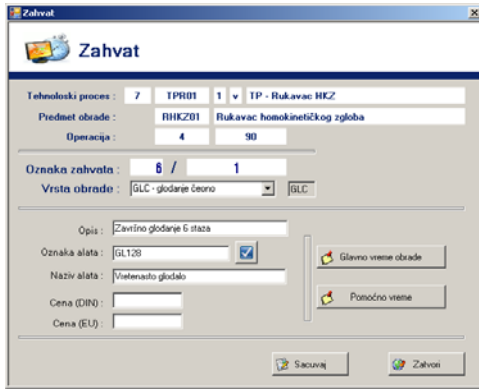 Zahvat
Zahvat
Tehnoloski proces : 7 TPR01 1 v TP - Rukavac HKZ
Predmet obrade : RHKZ01 Rukavac homokinetičkog zgloba
Operacija : 4 90
Oznaka zahvata : 6 / 1
Vrsta obrade : GLC - glodanje čeono GLC
Opis : Završno glodanje 6 staza
Oznaka alata : GL128
Glavno vreme obrade
Naziv alata : Vretenasto glodalo
Pomoćno vreme
Cena (DIN) :
Cena (EU) :
Sacuvaj Zatvori